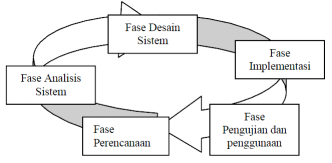 Fase Desain
Sistem
Fase
Implementasi
Fase Analisis
Sistem
Fase
Perencanaan
Fase
Pengujian dan
penggunaan